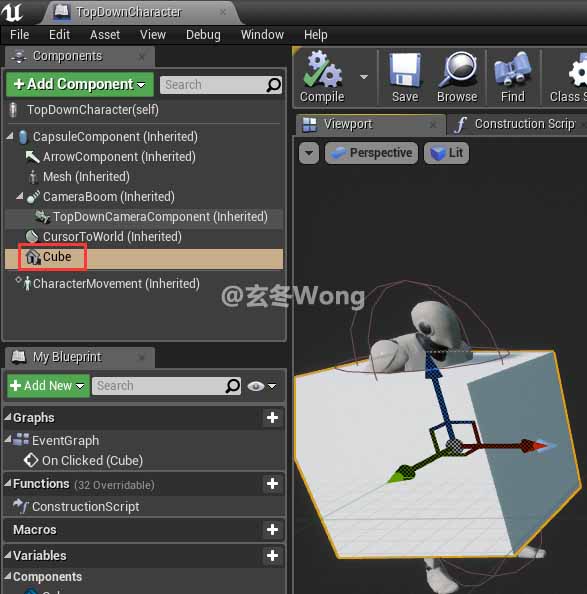 TopDownCharacter
File Edit Asset View Debug Window Help
Components
+ Add Component
Search
TopDownCharacter(self)
CapsuleComponent (Inherited)
ArrowComponent (Inherited)
Mesh (Inherited)
CameraBoom (Inherited)
TopDownCameraComponent (Inherited)
CursorToWorld (Inherited)
Cube
CharacterMovement (Inherited)
My Blueprint
+ Add New
Search
Graphs
EventGraph
On Clicked (Cube)
Functions (32 Overridable)
ConstructionScript
Macros
Variables
Components
Compile
Save
Browse
Find
Class S
Viewport
Construction Scrip
Perspective
Lit
@玄冬Wong